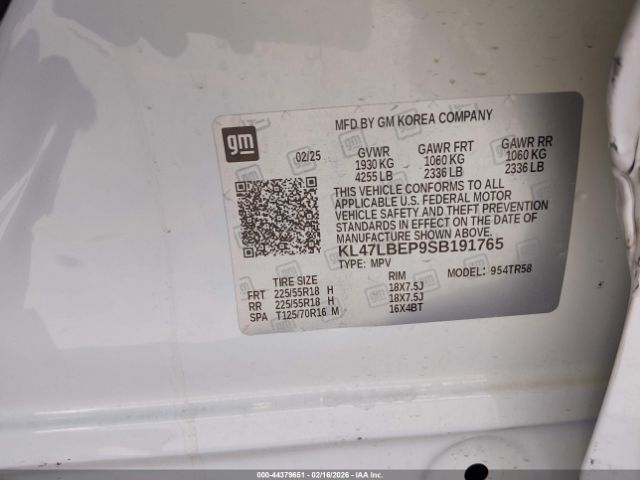 MFD BY GM KOREA COMPANY
gm
02/25
GVWR GAWR FRT GAWR RR
1930 KG 1060 KG 1060 KG
4255 LB 2336 LB 2336 LB
THIS VEHICLE CONFORMS TO ALL
APPLICABLE U.S. FEDERAL MOTOR
VEHICLE SAFETY AND THEFT PREVENTION
STANDARDS IN EFFECT ON THE DATE OF
MANUFACTURE SHOWN ABOVE.
KL47LBEP9SB191765
TYPE: MPV MODEL: 954TR58
TIRE SIZE RIM
FRT 225/55R18 H 18X7.5J
RR 225/55R18 H 18X7.5J
SPA T125/70R16 M 16X4BT
000-44379651 - 02/16/2026 - IAAI.COM